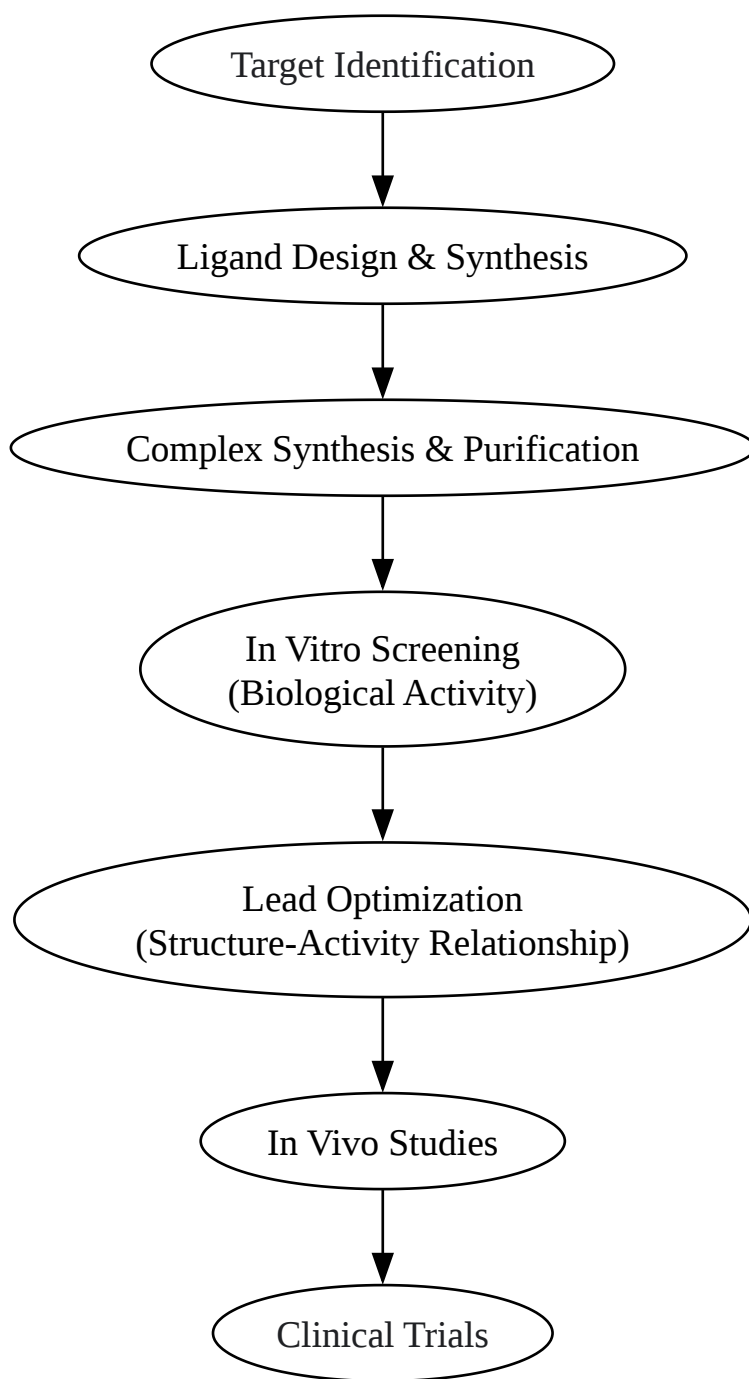 Target Identification
Ligand Design & Synthesis
Complex Synthesis & Purification
In Vitro Screening
(Biological Activity)
Lead Optimization
(Structure-Activity Relationship)
In Vivo Studies
Clinical Trials